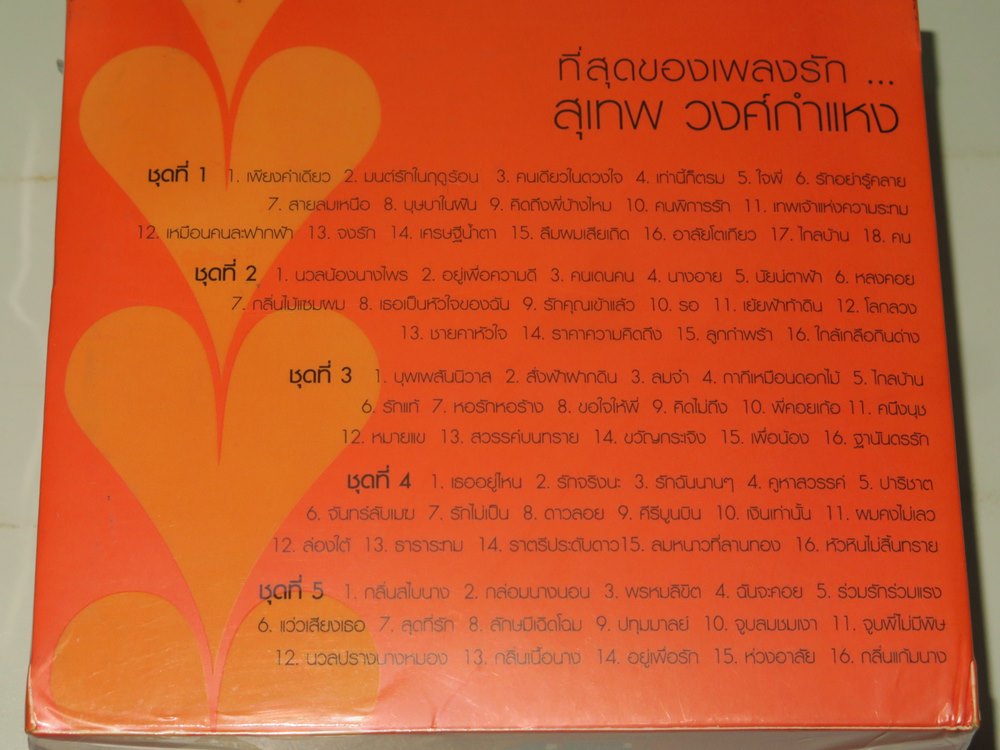 ที่สุดของเพลงรัก ...
สุเทพ วงศ์กำแหง
ชุดที่ 1 1. เพียงคำเดียว 2. มนต์รักในฤดูร้อน 3. คนเดียวในดวงใจ 4. เท่านี้ก็ตรม 5. ใจพี่ 6. รักอย่ารู้คลาย
7. สายลมเหนือ 8. บุษบาในฝัน 9. คิดถึงพี่บ้างไหม 10. คนพิการรัก 11. เทพเจ้าแห่งความระทม
12. เหมือนคนละฟากฟ้า 13. จงรัก 14. เศรษฐีน้ำตา 15. ลืมผมเสียเถิด 16. อาลัยโตเกียว 17. ไกลบ้าน 18. คน
ชุดที่ 2 1. นวลน้องบางไพร 2. อยู่เพื่อความดี 3. คนเดนคน 4. นางอาย 5. นัยน์ตาฟ้า 6. หลงคอย
7. กลิ่นไม้แซมผม 8. เธอเป็นหัวใจของฉัน 9. รักคุณเข้าแล้ว 10. รอ 11. เย้ยฟ้าท้าดิน 12. โลกลวง
13. ชายคาหัวใจ 14. ราคาความคิดถึง 15. ลูกกำพร้า 16. ใกล้เกลือกินด่าง
ชุดที่ 3 1. บุพเพสันนิวาส 2. สั่งฟ้าฝากดิน 3. ลมจ๋า 4. กากีเหมือนดอกไม้ 5. ไกลบ้าน
6. รักแท้ 7. หอรักหอร้าง 8. ขอใจให้พี่ 9. คิดไม่ถึง 10. พี่คอยเก้อ 11. คนึงนุช
12. หมายแข 13. สวรรค์บนทราย 14. ขวัญกระเจิง 15. เพื่อน้อง 16. ฐานันดรรัก
ชุดที่ 4 1. เธออยู่ไหน 2. รักจริงนะ 3. รักฉันนานๆ 4. คูหาสวรรค์ 5. ปาริชาต
6. จันทร์ลับเมฆ 7. รักไม่เป็น 8. ดาวลอย 9. คีรีบูนบิน 10. เงินเท่านั้น 11. ผมคงไม่เลว
12. ล่องใต้ 13. ธาราระทม 14. ราตรีประดับดาว 15. ลมหนาวที่ลานทอง 16. หัวหินไม่สิ้นทราย
ชุดที่ 5 1. กลิ่นสไบนาง 2. กล่อมนางนอน 3. พรหมลิขิต 4. ฉันจะคอย 5. ร่วมรักร่วมแรง
6. แว่วเสียงเธอ 7. สุดที่รัก 8. ลักษมีเฉิดโฉม 9. ปทุมมาลย์ 10. จูบลมชมเงา 11. จูบพี่ไม่มีพิษ
12. นวลปรางนางหมอง 13. กลิ่นเนื้อนาง 14. อยู่เพื่อรัก 15. ห่วงอาลัย 16. กลิ่นแก้มนาง